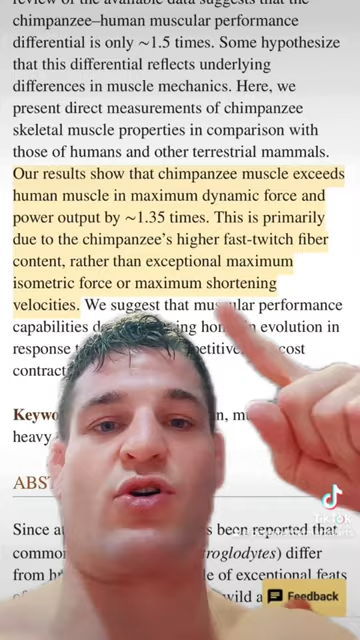 review of the available data suggests that the
chimpanzee–human muscular performance
differential is only ~1.5 times. Some hypothesize
that this differential reflects underlying
differences in muscle mechanics. Here, we
present direct measurements of chimpanzee
skeletal muscle properties in comparison with
those of humans and other terrestrial mammals.
Our results show that chimpanzee muscle exceeds
human muscle in maximum dynamic force and
power output by ~1.35 times. This is primarily
due to the chimpanzee's higher fast-twitch fiber
content, rather than exceptional maximum
isometric force or maximum shortening
velocities. We suggest that muscular performance
capabilities evolution in
response cost
contract
Keywo
heavy
ABS
Since been reported that
common roglodytes) differ
from of exceptional feats
wild a
Feedback
TikTok